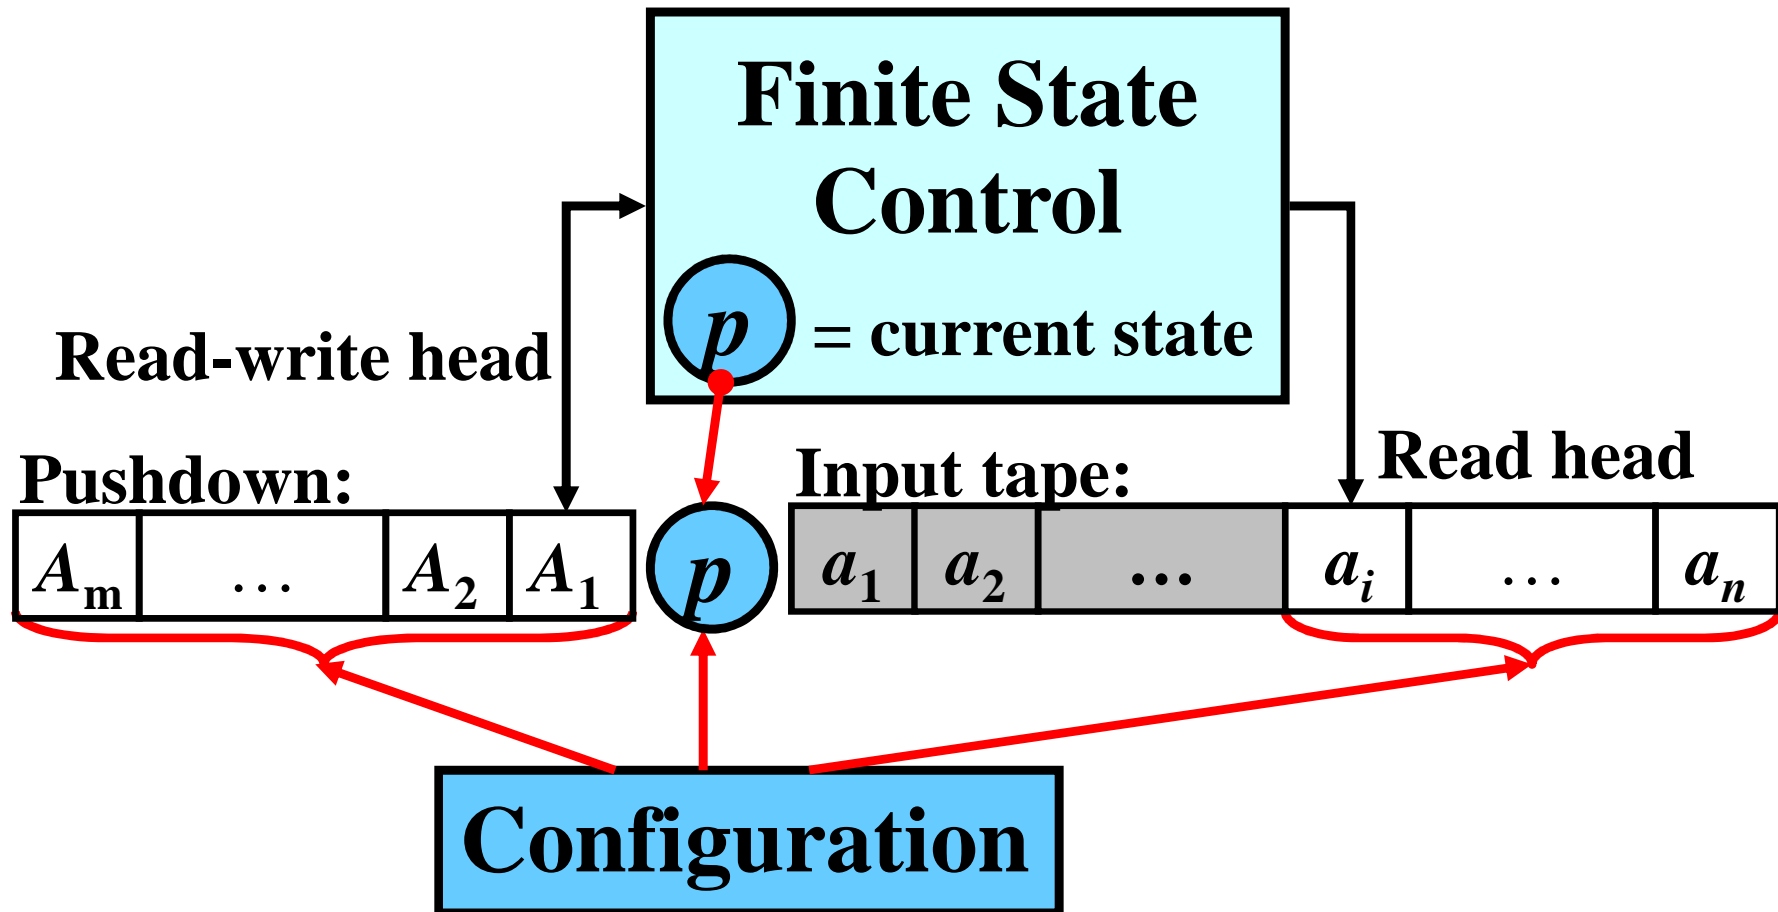 Finite State
Control
p = current state
Read-write head
Read head
Pushdown:
Input tape:
Aₘ … A₂ A₁ p a₁ a₂ … aᵢ … aₙ
Configuration